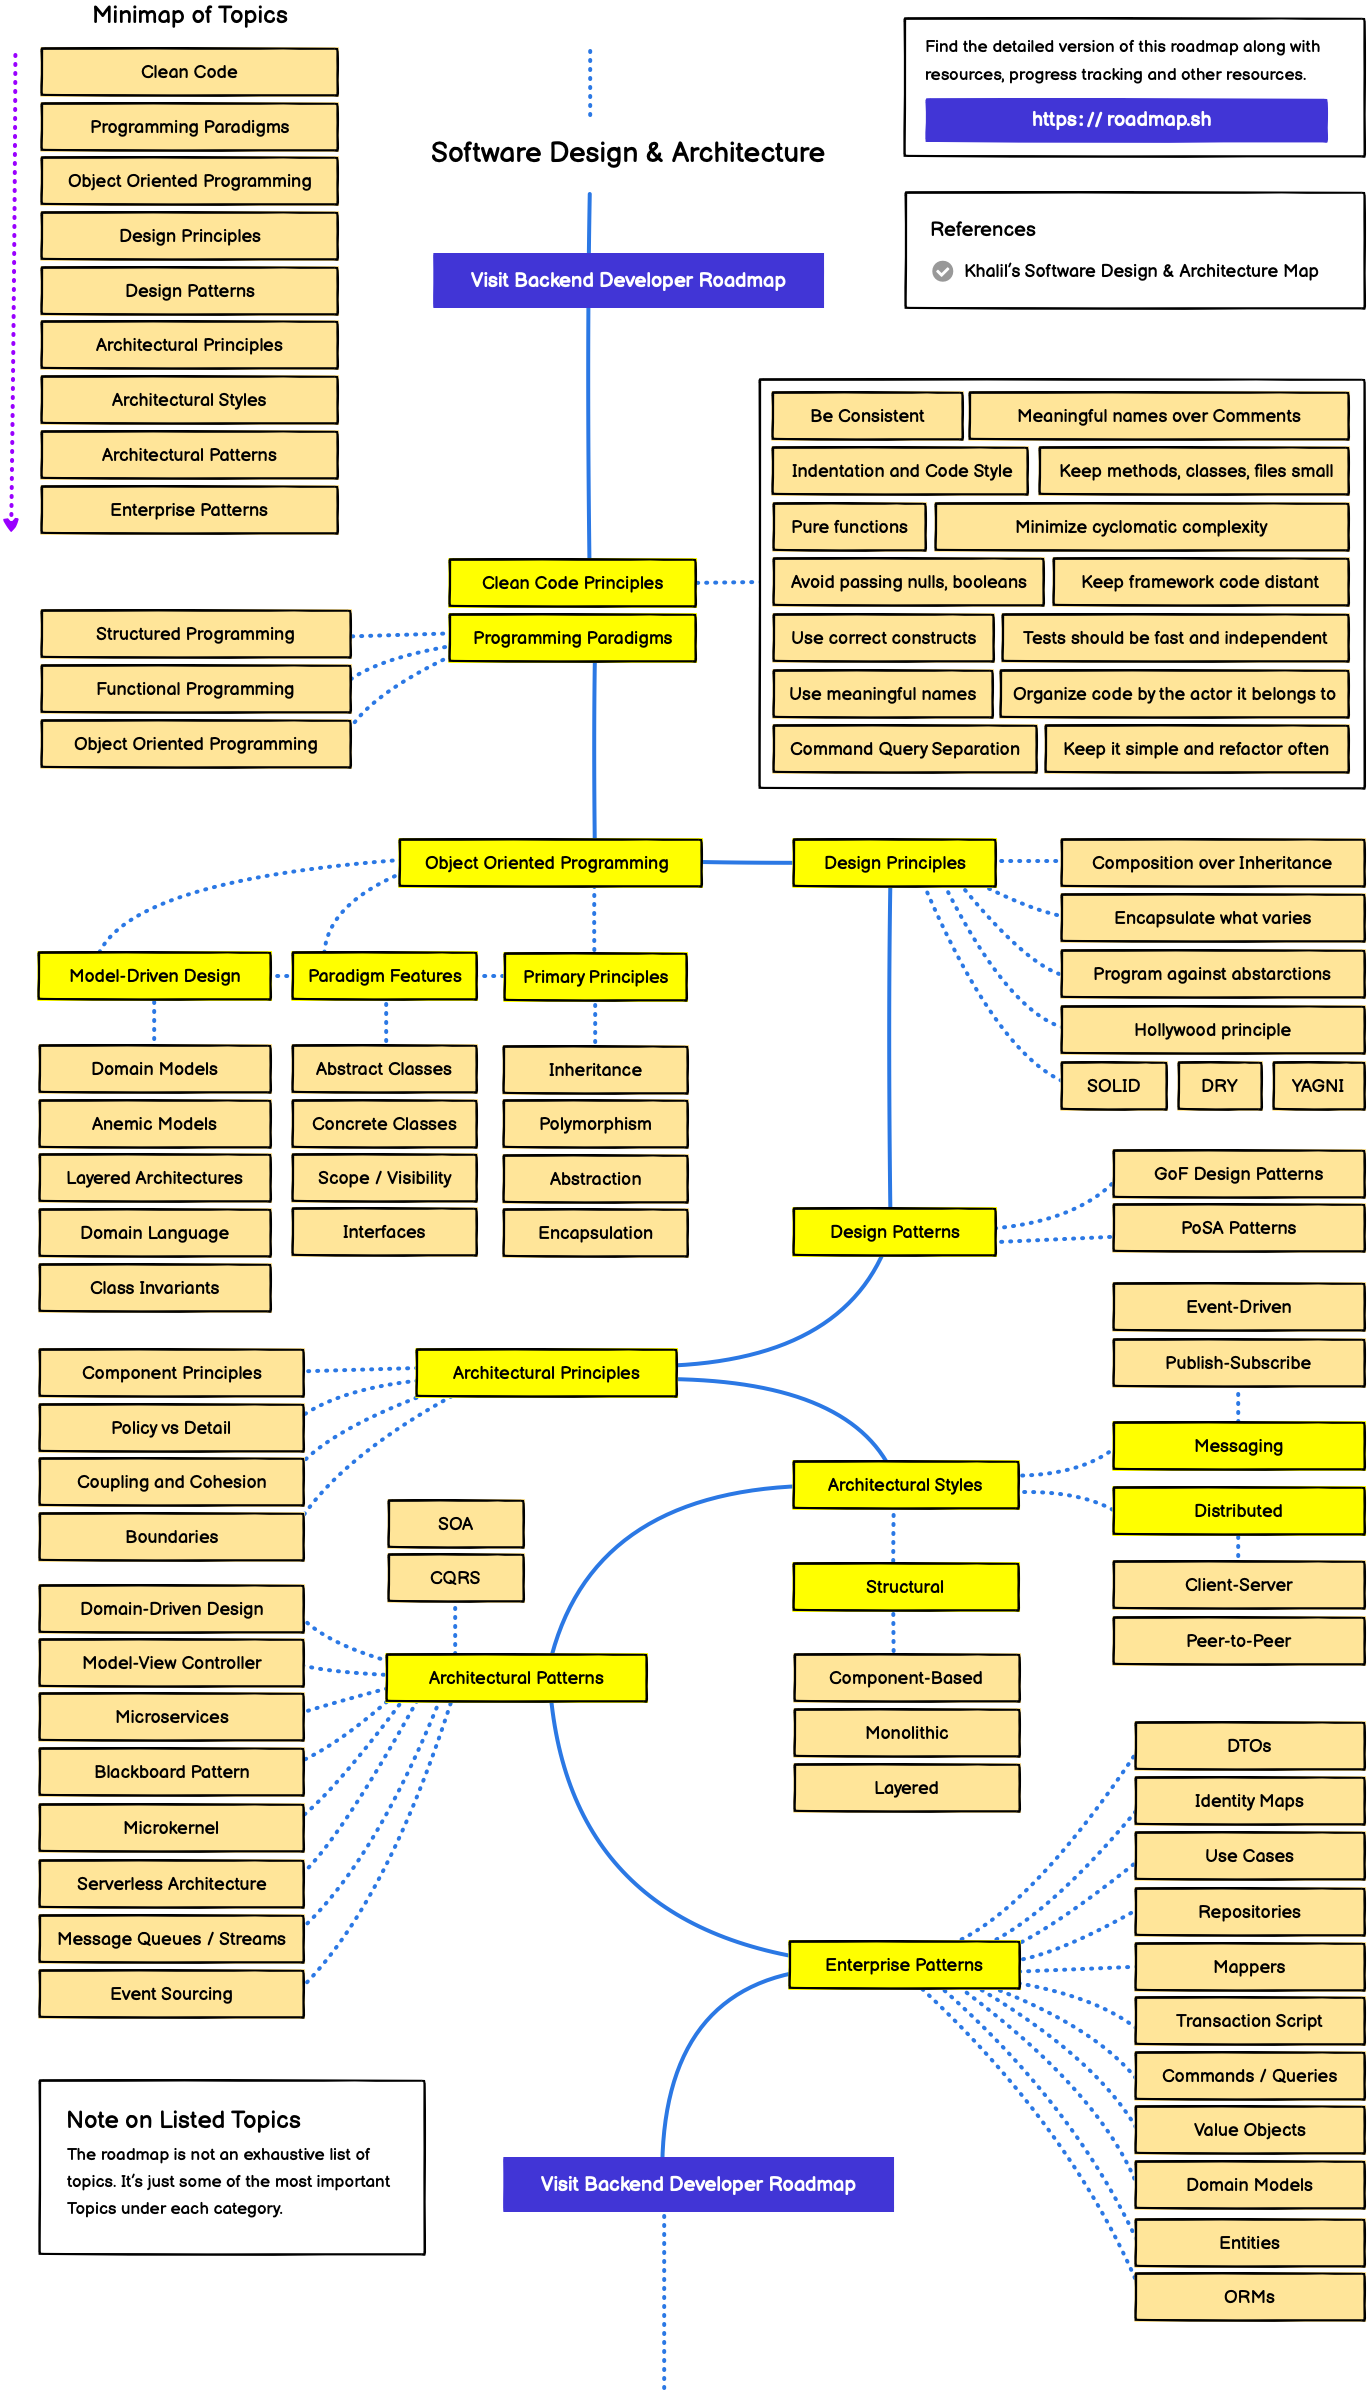 Minimap of Topics
Clean Code
Programming Paradigms
Object Oriented Programming
Design Principles
Design Patterns
Architectural Principles
Architectural Styles
Architectural Patterns
Enterprise Patterns
Software Design & Architecture
Visit Backend Developer Roadmap
Find the detailed version of this roadmap along with
resources, progress tracking and other resources.
https://roadmap.sh
References
Khalil's Software Design & Architecture Map
Clean Code Principles
Be Consistent
Meaningful names over Comments
Indentation and Code Style
Keep methods, classes, files small
Pure functions
Minimize cyclomatic complexity
Avoid passing nulls, booleans
Keep framework code distant
Use correct constructs
Tests should be fast and independent
Use meaningful names
Organize code by the actor it belongs to
Command Query Separation
Keep it simple and refactor often
Programming Paradigms
Structured Programming
Functional Programming
Object Oriented Programming
Object Oriented Programming
Model-Driven Design
Paradigm Features
Primary Principles
Domain Models
Anemic Models
Layered Architectures
Domain Language
Class Invariants
Abstract Classes
Concrete Classes
Scope / Visibility
Interfaces
Inheritance
Polymorphism
Abstraction
Encapsulation
Design Principles
Composition over Inheritance
Encapsulate what varies
Program against abstarctions
Hollywood principle
SOLID
DRY
YAGNI
Design Patterns
GoF Design Patterns
PoSA Patterns
Architectural Principles
Component Principles
Policy vs Detail
Coupling and Cohesion
Boundaries
Architectural Styles
Event-Driven
Publish-Subscribe
Messaging
Distributed
Client-Server
Peer-to-Peer
Structural
Component-Based
Monolithic
Layered
SOA
CQRS
Architectural Patterns
Domain-Driven Design
Model-View Controller
Microservices
Blackboard Pattern
Microkernel
Serverless Architecture
Message Queues / Streams
Event Sourcing
Enterprise Patterns
DTOs
Identity Maps
Use Cases
Repositories
Mappers
Transaction Script
Commands / Queries
Value Objects
Domain Models
Entities
ORMs
Note on Listed Topics
The roadmap is not an exhaustive list of
topics. It's just some of the most important
Topics under each category.
Visit Backend Developer Roadmap